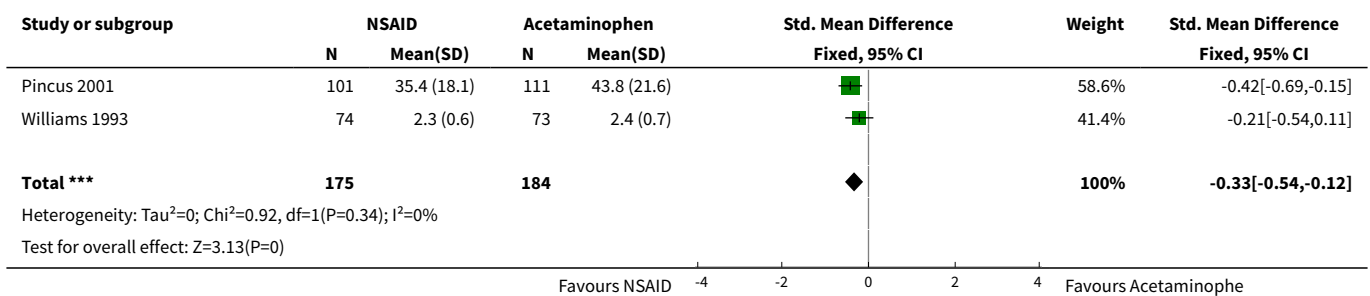 Study or subgroup NSAID Acetaminophen Std. Mean Difference Weight Std. Mean Difference
N Mean(SD) N Mean(SD) Fixed, 95% CI Fixed, 95% CI
Pincus 2001 101 35.4 (18.1) 111 43.8 (21.6) 58.6% -0.42[-0.69,-0.15]
Williams 1993 74 2.3 (0.6) 73 2.4 (0.7) 41.4% -0.21[-0.54,0.11]
Total *** 175 184 100% -0.33[-0.54,-0.12]
Heterogeneity: Tau²=0; Chi²=0.92, df=1(P=0.34); I²=0%
Test for overall effect: Z=3.13(P=0)
Favours NSAID -4 -2 0 2 4 Favours Acetaminophe